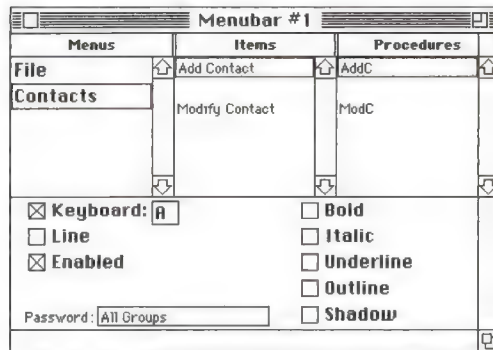 Menubar #1
Menus Items Procedures
File Add Contact AddC
Contacts
Modify Contact ModC
Keyboard: A Bold
Line Italic
Enabled Underline
Outline
Password: All Groups Shadow